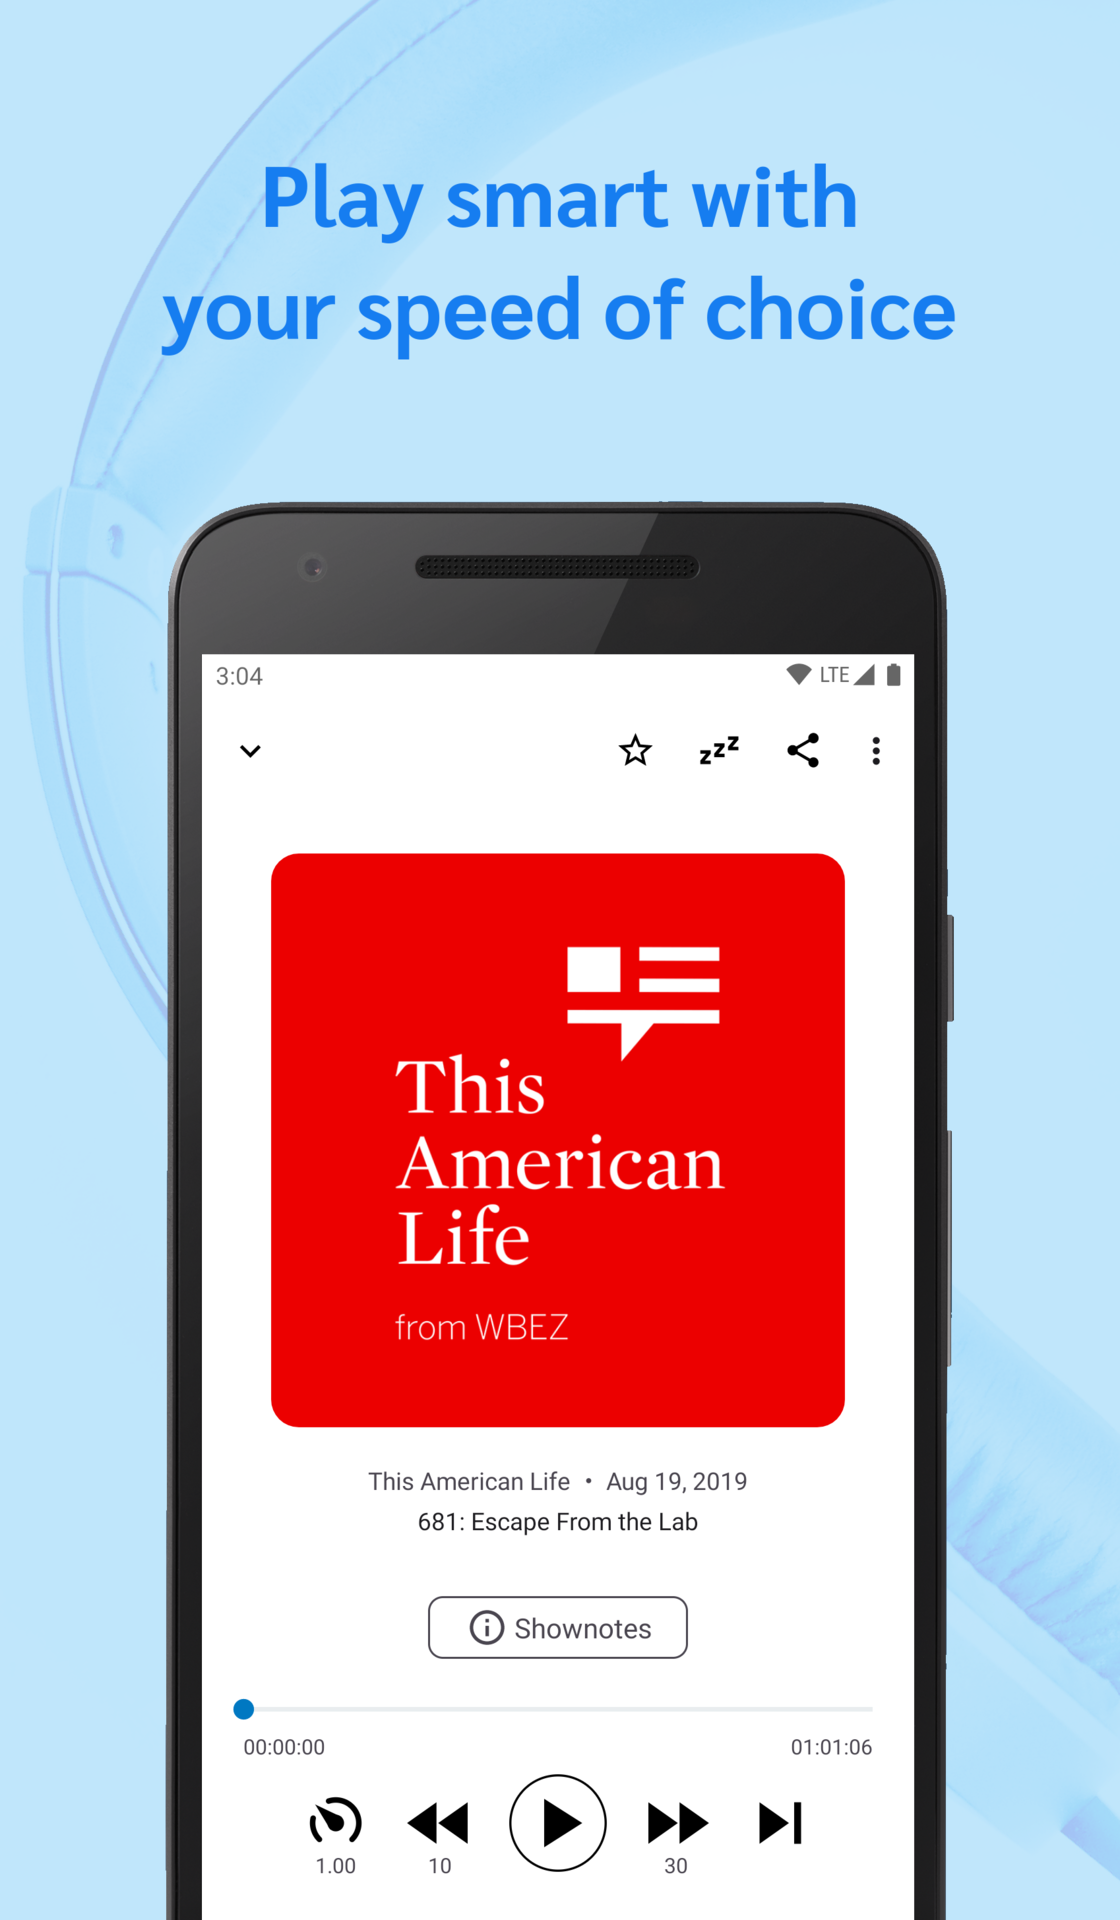 Play smart with
your speed of choice
3:04
LTE
zzz
This
American
Life
from WBEZ
This American Life • Aug 19, 2019
681: Escape From the Lab
Shownotes
00:00:00 01:01:06
1.00 10 30